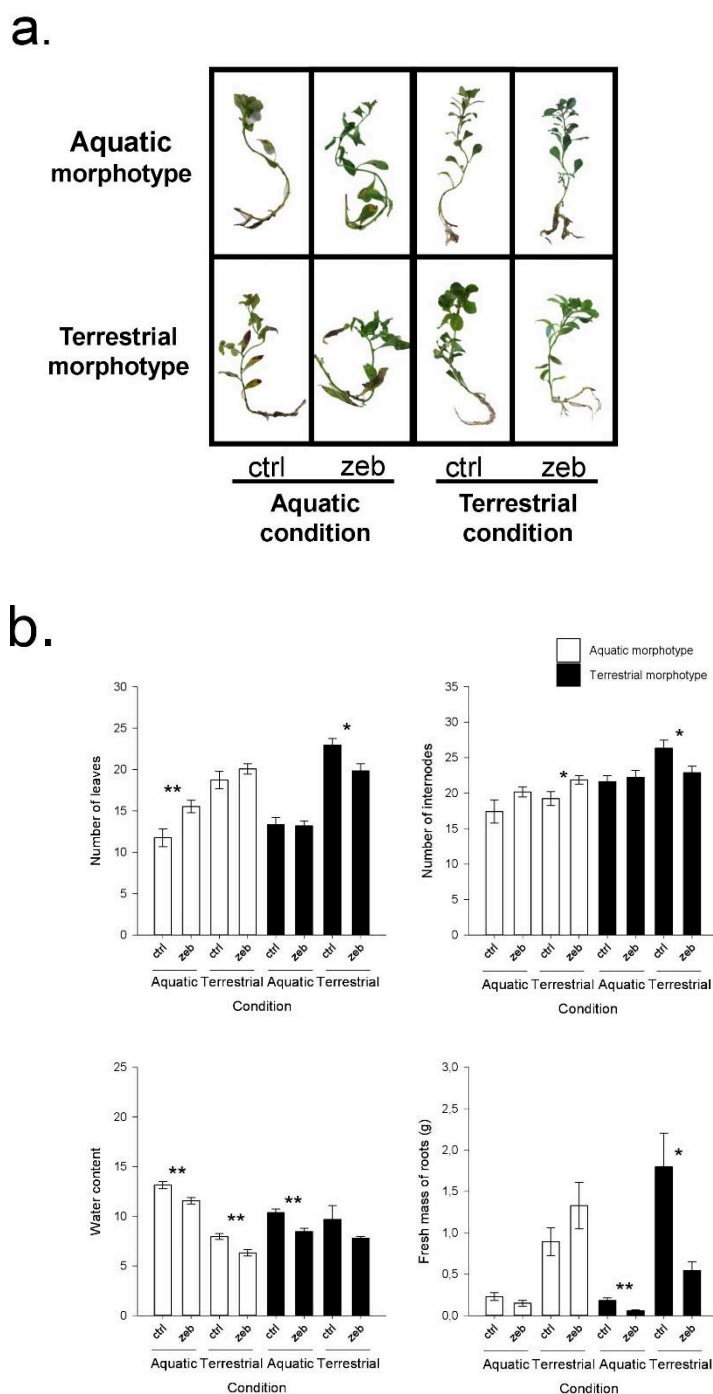 a.
Aquatic
morphotype
Terrestrial
morphotype
ctrl zeb ctrl zeb
Aquatic
condition
Terrestrial
condition
b.
Aquatic morphotype
Terrestrial morphotype
Number of leaves
30
25
20
15
10
5
0
**
*
ctrl zeb ctrl zeb ctrl zeb ctrl zeb
Aquatic Terrestrial Aquatic Terrestrial
Condition
Number of internodes
35
30
25
20
15
10
5
0
*
*
ctrl zeb ctrl zeb ctrl zeb ctrl zeb
Aquatic Terrestrial Aquatic Terrestrial
Condition
Water content
25
20
15
10
5
0
**
**
**
ctrl zeb ctrl zeb ctrl zeb ctrl zeb
Aquatic Terrestrial Aquatic Terrestrial
Condition
Fresh mass of roots (g)
3,0
2,5
2,0
1,5
1,0
0,5
0,0
**
*
ctrl zeb ctrl zeb ctrl zeb ctrl zeb
Aquatic Terrestrial Aquatic Terrestrial
Condition